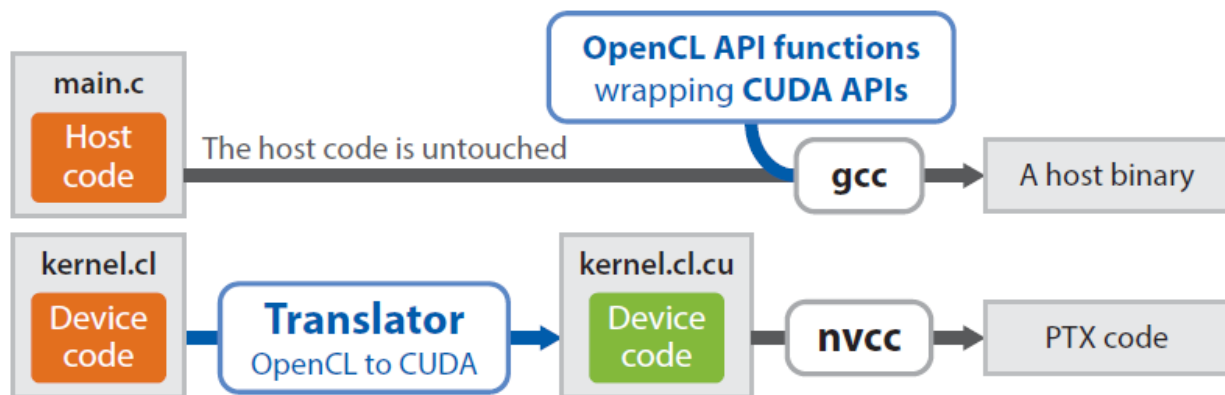 OpenCL API functions
wrapping CUDA APIs
main.c
Host
code
The host code is untouched
gcc
A host binary
kernel.cl
Device
code
Translator
OpenCL to CUDA
kernel.cl.cu
Device
code
nvcc
PTX code